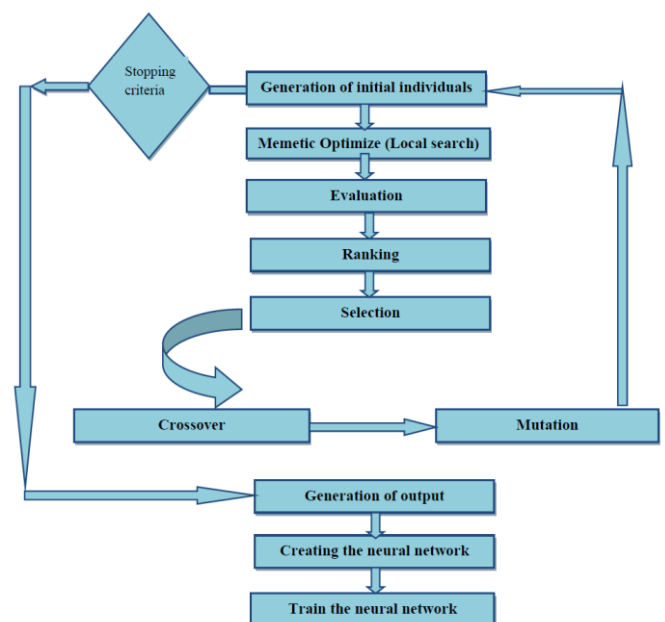 Stopping
criteria
Generation of initial individuals
Memetic Optimize (Local search)
Evaluation
Ranking
Selection
Crossover
Mutation
Generation of output
Creating the neural network
Train the neural network